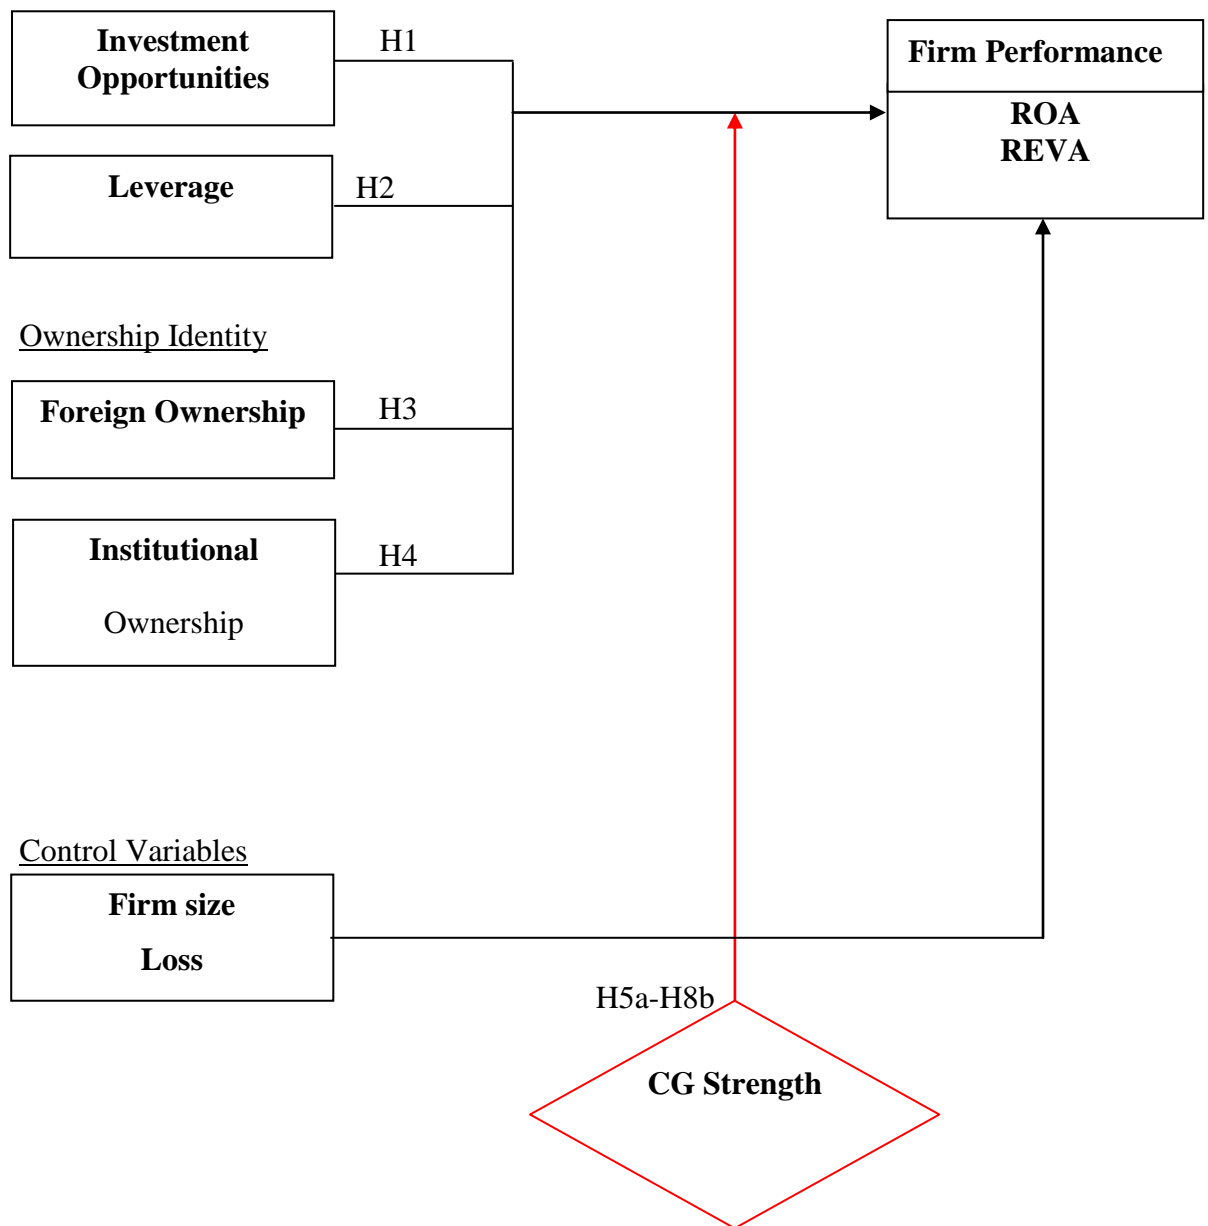 Investment
Opportunities
H1
Firm Performance
ROA
REVA
Leverage
H2
Ownership Identity
Foreign Ownership
H3
Institutional
Ownership
H4
Control Variables
Firm size
Loss
H5a-H8b
CG Strength